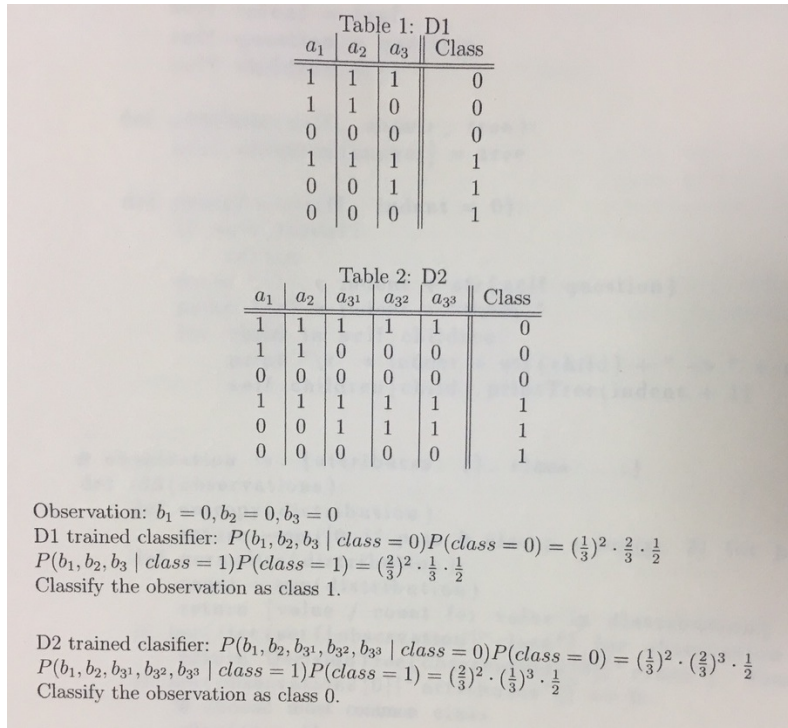 Table 1: D1
a₁ a₂ a₃ Class
1 1 1 0
1 1 0 0
0 0 0 0
1 1 1 1
0 0 1 1
0 0 0 1
Table 2: D2
a₁ a₂ a₃₁ a₃₂ a₃₃ Class
1 1 1 1 1 0
1 1 0 0 0 0
0 0 0 0 0 0
1 1 1 1 1 1
0 0 1 1 1 1
0 0 0 0 0 1
Observation: b₁ = 0, b₂ = 0, b₃ = 0
D1 trained classifier: P(b₁, b₂, b₃ | class = 0)P(class = 0) = (1/3)² · 2/3 · 1/2
P(b₁, b₂, b₃ | class = 1)P(class = 1) = (2/3)² · 1/3 · 1/2
Classify the observation as class 1.
D2 trained clasifier: P(b₁, b₂, b₃₁, b₃₂, b₃₃ | class = 0)P(class = 0) = (1/3)² · (2/3)³ · 1/2
P(b₁, b₂, b₃₁, b₃₂, b₃₃ | class = 1)P(class = 1) = (2/3)² · (1/3)³ · 1/2
Classify the observation as class 0.